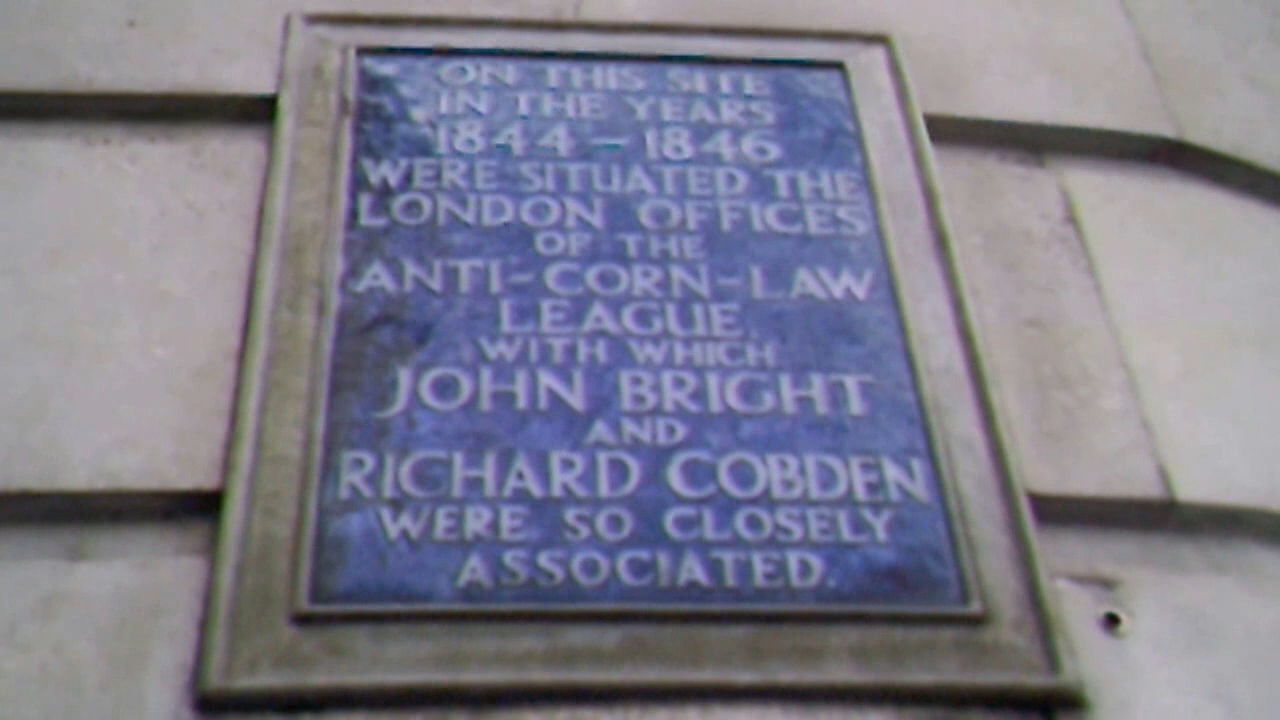 ON THIS SITE
IN THE YEARS
1844 - 1846
WERE SITUATED THE
LONDON OFFICES
OF THE
ANTI-CORN-LAW
LEAGUE
WITH WHICH
JOHN BRIGHT
AND
RICHARD COBDEN
WERE SO CLOSELY
ASSOCIATED.